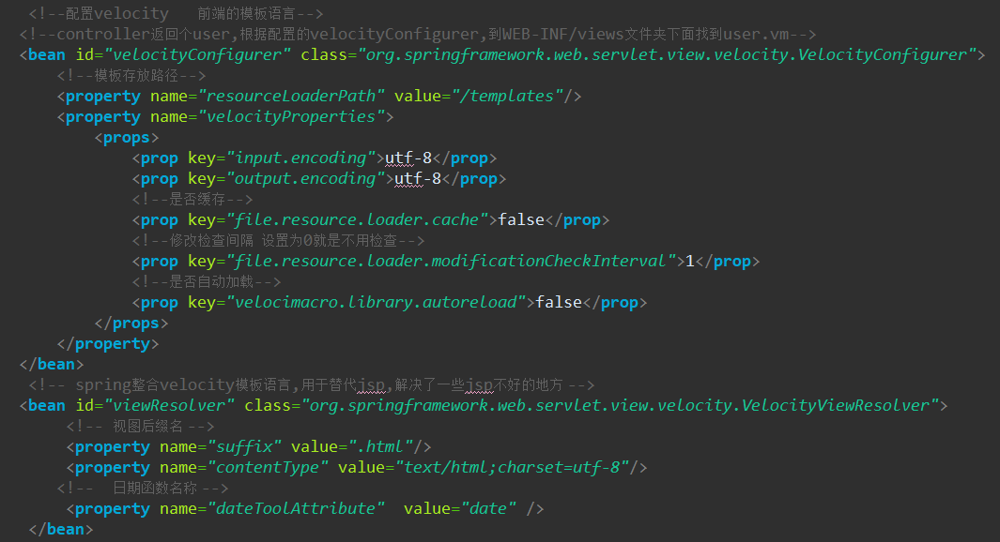 <!--配置velocity   前端的模板语言-->
<!--controller返回个user,根据配置的velocityConfigurer,到WEB-INF/views文件夹下面找到user.vm-->
<bean id="velocityConfigurer" class="org.springframework.web.servlet.view.velocity.VelocityConfigurer">
<!--模板存放路径-->
<property name="resourceLoaderPath" value="/templates"/>
<property name="velocityProperties">
<props>
<prop key="input.encoding">utf-8</prop>
<prop key="output.encoding">utf-8</prop>
<!--是否缓存-->
<prop key="file.resource.loader.cache">false</prop>
<!--修改检查间隔 设置为0就是不用检查-->
<prop key="file.resource.loader.modificationCheckInterval">1</prop>
<!--是否自动加载-->
<prop key="velocimacro.library.autoreload">false</prop>
</props>
</property>
</bean>
<!-- spring整合velocity模板语言,用于替代jsp,解决了一些jsp不好的地方 -->
<bean id="viewResolver" class="org.springframework.web.servlet.view.velocity.VelocityViewResolver">
<!-- 视图后缀名 -->
<property name="suffix" value=".html"/>
<property name="contentType" value="text/html;charset=utf-8"/>
<!--  日期函数名称 -->
<property name="dateToolAttribute"  value="date" />
</bean>